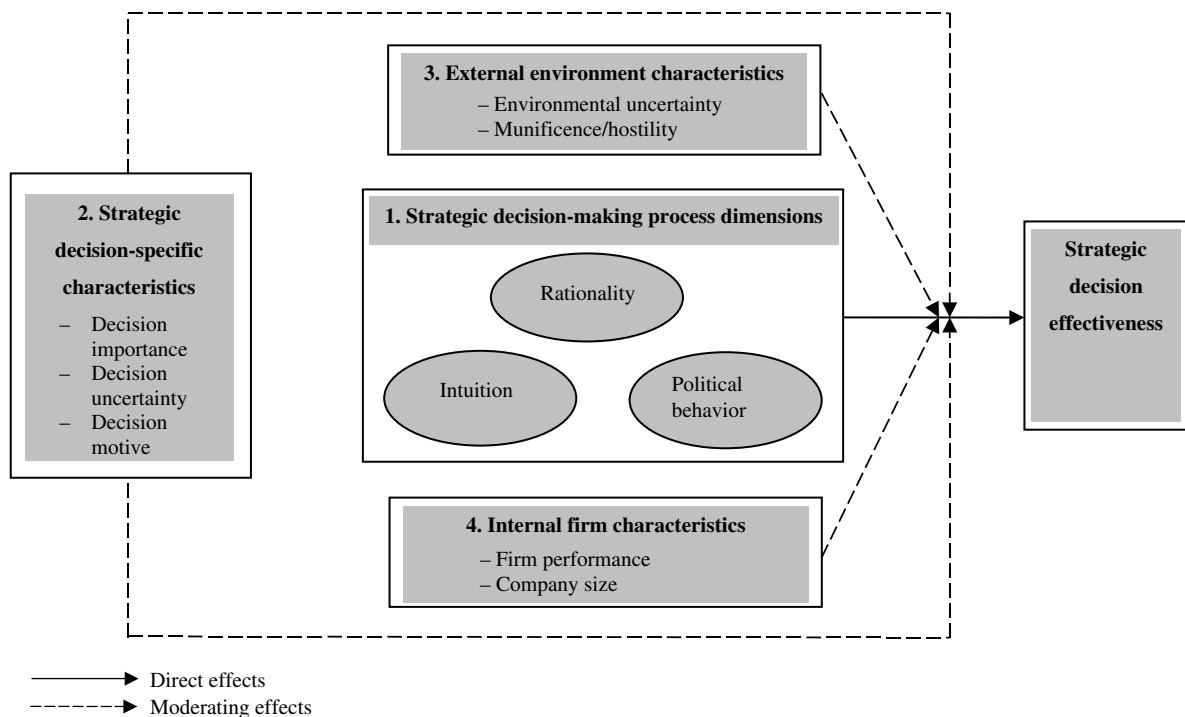 3. External environment characteristics
– Environmental uncertainty
– Munificence/hostility
2. Strategic
decision-specific
characteristics
– Decision
importance
– Decision
uncertainty
– Decision
motive
1. Strategic decision-making process dimensions
Rationality
Intuition
Political
behavior
Strategic
decision
effectiveness
4. Internal firm characteristics
– Firm performance
– Company size
Direct effects
Moderating effects